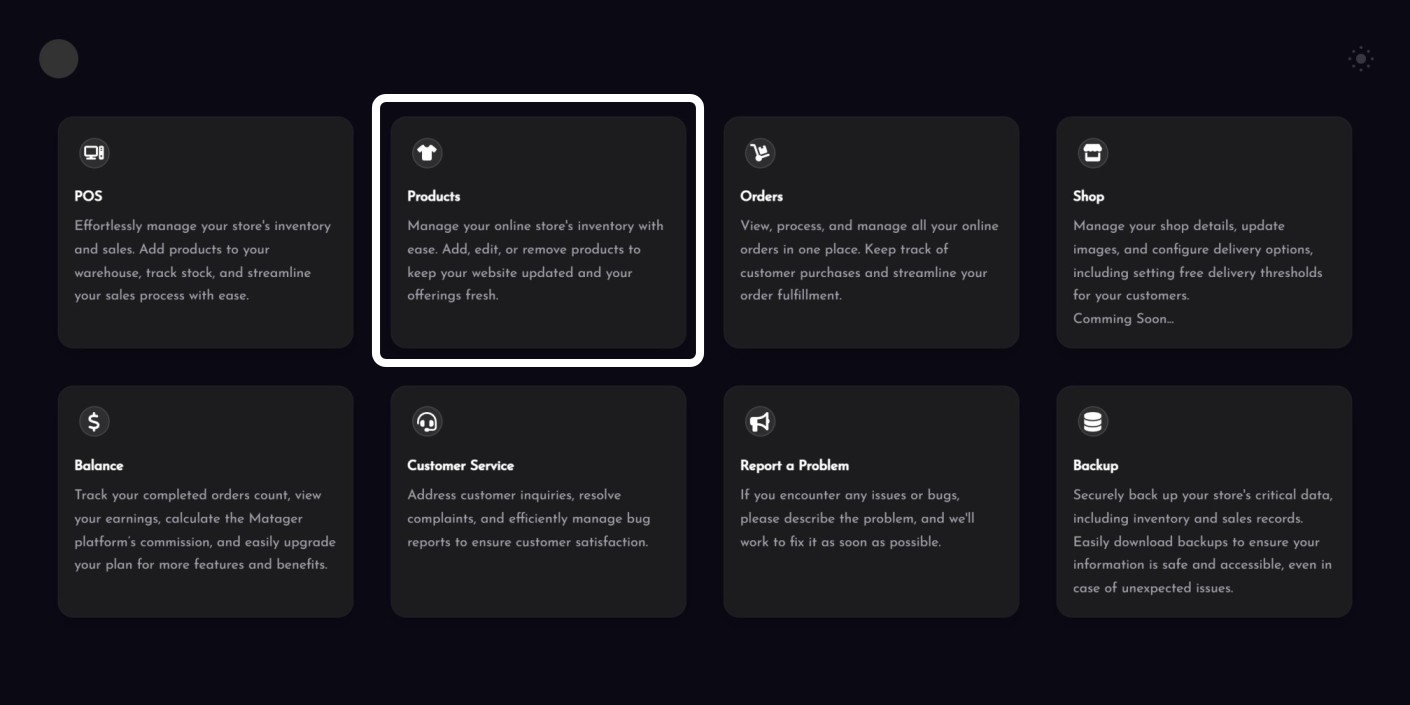 POS
Effortlessly manage your store's inventory
and sales. Add products to your
warehouse, track stock, and streamline
your sales process with ease.
Products
Manage your online store's inventory with
ease. Add, edit, or remove products to
keep your website updated and your
offerings fresh.
Orders
View, process, and manage all your online
orders in one place. Keep track of
customer purchases and streamline your
order fulfillment.
Shop
Manage your shop details, update
images, and configure delivery options,
including setting free delivery thresholds
for your customers.
Comming Soon...
Balance
Track your completed orders count, view
your earnings, calculate the Matager
platform's commission, and easily upgrade
your plan for more features and benefits.
Customer Service
Address customer inquiries, resolve
complaints, and efficiently manage bug
reports to ensure customer satisfaction.
Report a Problem
If you encounter any issues or bugs,
please describe the problem, and we'll
work to fix it as soon as possible.
Backup
Securely back up your store's critical data,
including inventory and sales records.
Easily download backups to ensure your
information is safe and accessible, even in
case of unexpected issues.